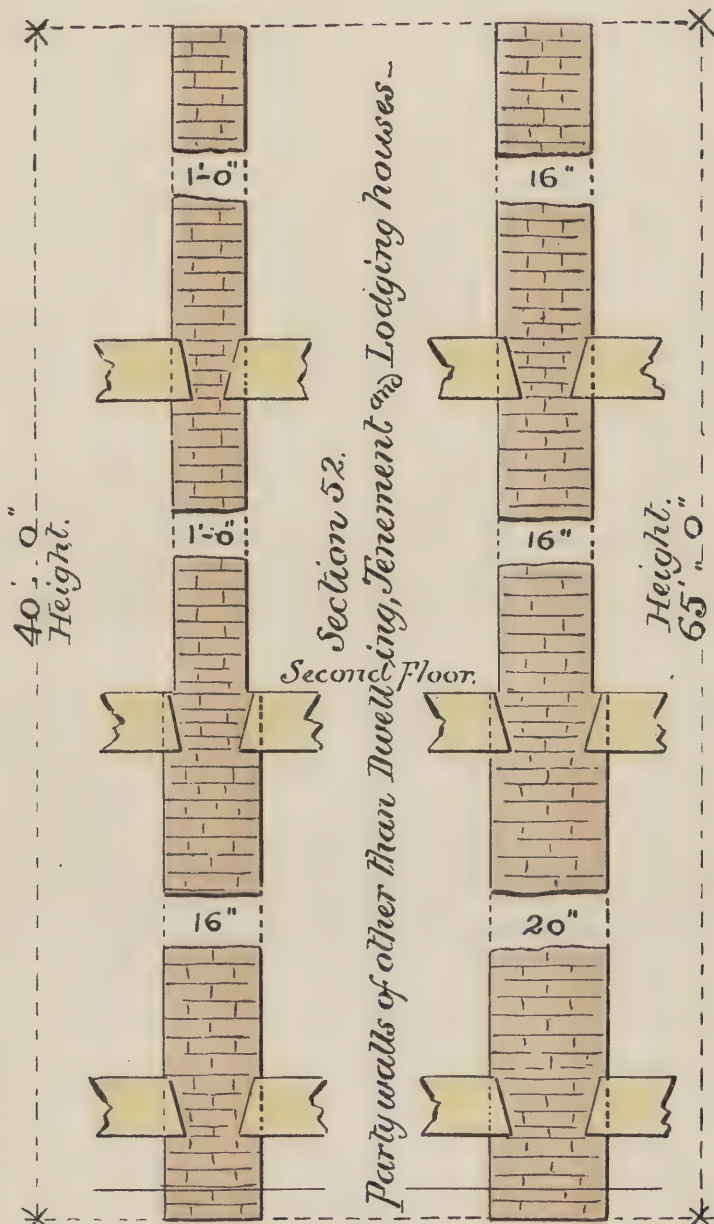 1'-0"
16"
1'-0"
16"
40'-0"
Height.
Height.
65'-0"
Section 52.
Party walls of other than Dwelling, Tenement and Lodging houses-
Second Floor.
16"
20"